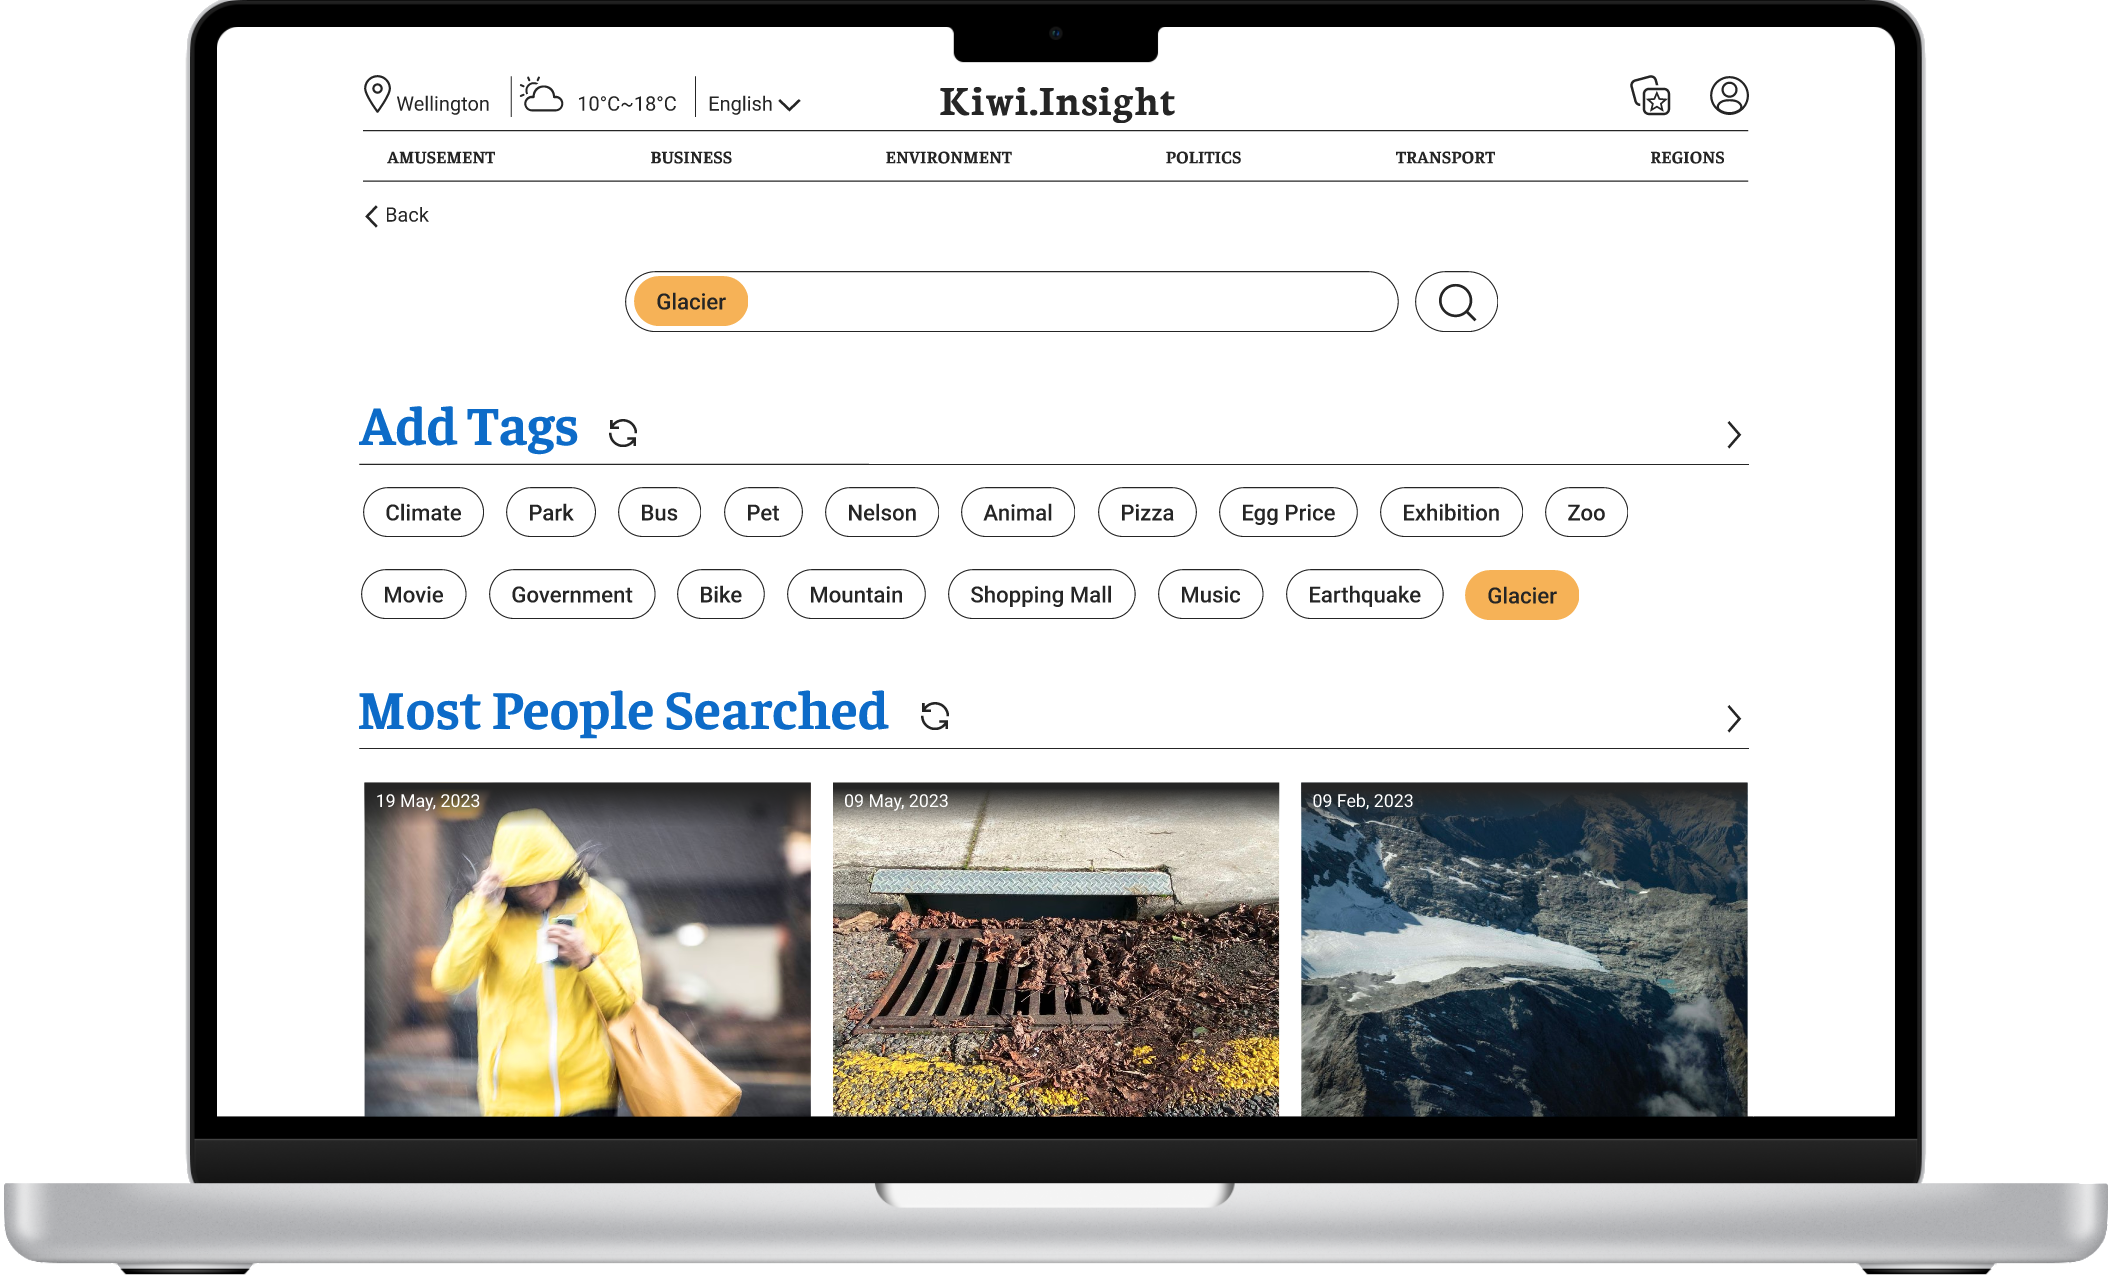 Wellington 10°C~18°C English Kiwi.Insight
AMUSEMENT BUSINESS ENVIRONMENT POLITICS TRANSPORT REGIONS
Back
Glacier
Add Tags
Climate Park Bus Pet Nelson Animal Pizza Egg Price Exhibition Zoo
Movie Government Bike Mountain Shopping Mall Music Earthquake Glacier
Most People Searched
19 May, 2023 09 May, 2023 09 Feb, 2023